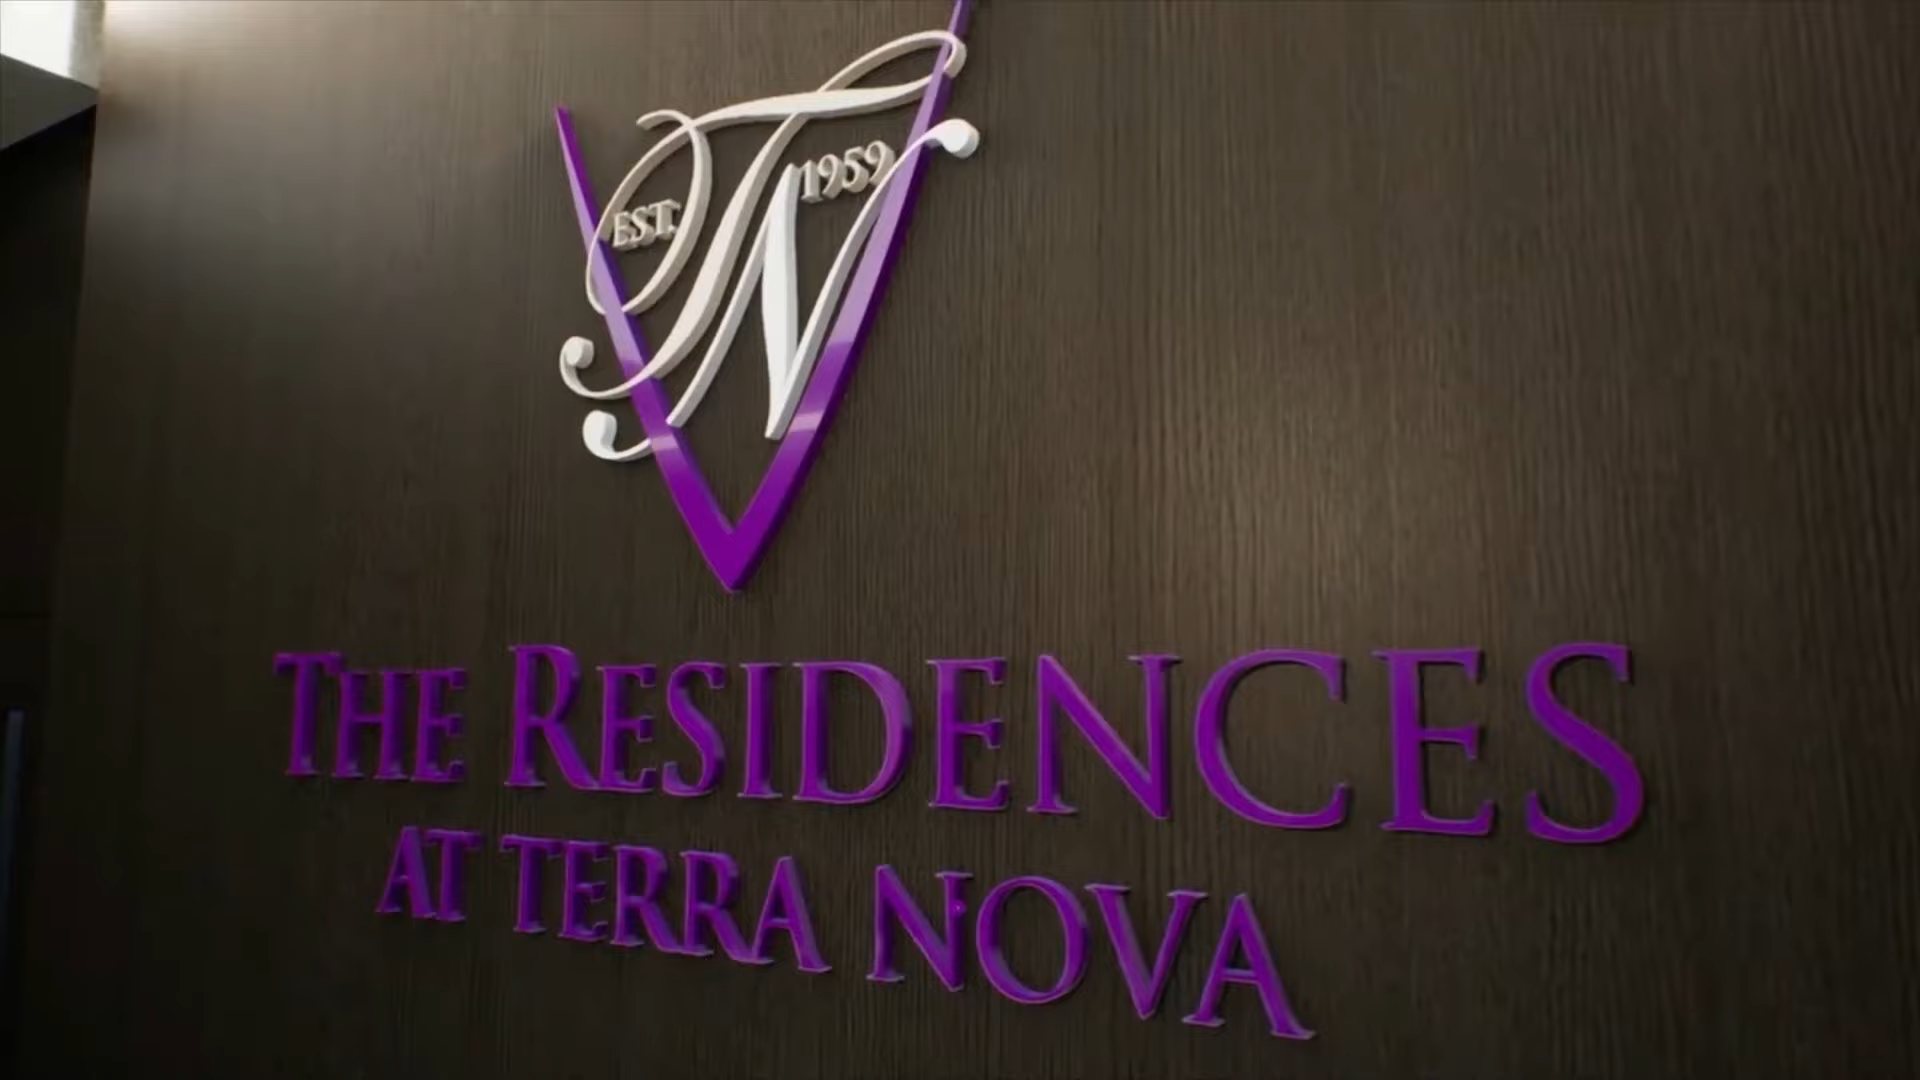 TN
EST. 1959
THE RESIDENCES
AT TERRA NOVA